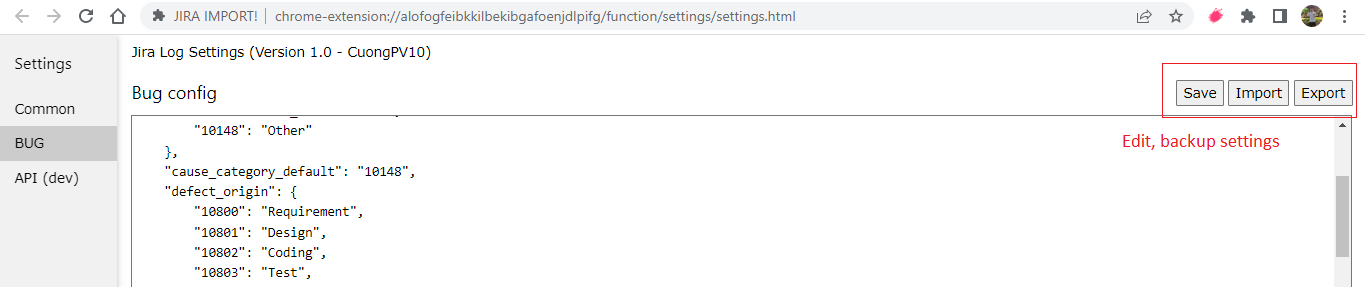 JIRA IMPORT! | chrome-extension://alofogfeibkkilbekibgafoenjdlpifg/function/settings/settings.html
Settings
Common
BUG
API (dev)
Jira Log Settings (Version 1.0 - CuongPV10)
Bug config
Save Import Export
Edit, backup settings
"10148": "Other"
},
"cause_category_default": "10148",
"defect_origin": {
"10800": "Requirement",
"10801": "Design",
"10802": "Coding",
"10803": "Test",